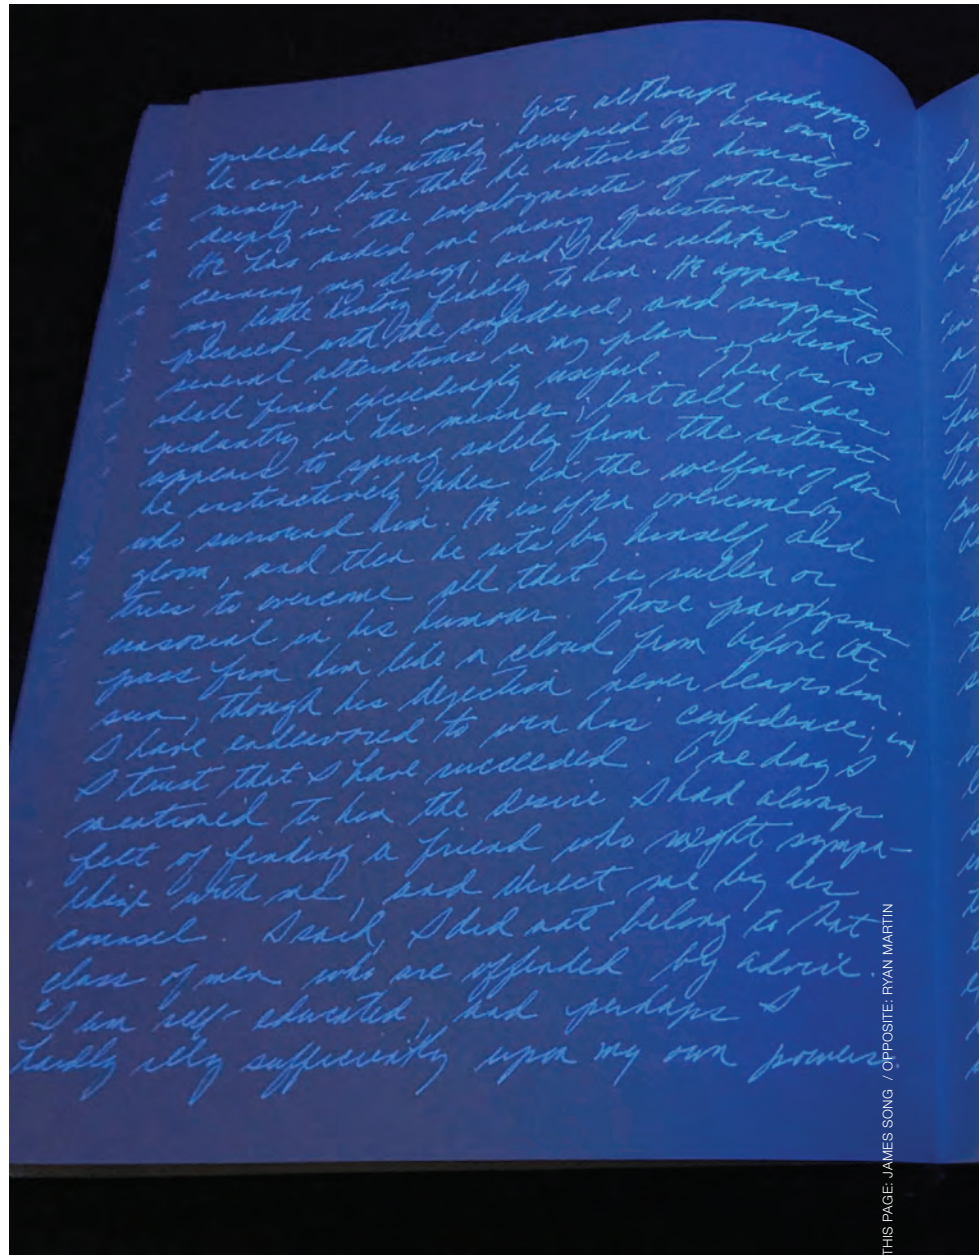 preceded his own. Yet, although unhappy,
he is not so utterly occupied by his own
misery, but that he interests himself
deeply in the employments of others.
He has asked me many questions con-
cerning my design; and I have related
my little history frankly to him. He appeared
pleased with the confidence, and suggested
several alterations in my plan, which I
shall find exceedingly useful. There is no
pedantry in his manner; but all he does
appears to spring solely from the interest
he instinctively takes in the welfare of
who surround him. He is often overcome by
gloom, and then he sits by himself, and
tries to overcome all that is sullen or
unsocial in his humour. Those paroxysms
pass from him like a cloud from before the
sun, though his dejection never leaves him.
I have endeavoured to win his confidence; and
I trust that I have succeeded. One day I
mentioned to him the desire I had always
felt of finding a friend who might sympa-
thize with me, and direct me by his
counsel. I said, I did not belong to that
class of men who are offended by advice.
"I am self-educated, and perhaps I
hardly rely sufficiently upon my own powers.
THIS PAGE: JAMES SONG / OPPOSITE: RYAN MARTIN